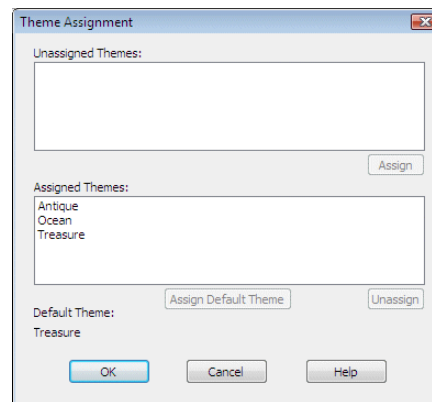 Theme Assignment
Unassigned Themes:
Assign
Assigned Themes:
Antique
Ocean
Treasure
Assign Default Theme
Unassign
Default Theme:
Treasure
OK
Cancel
Help